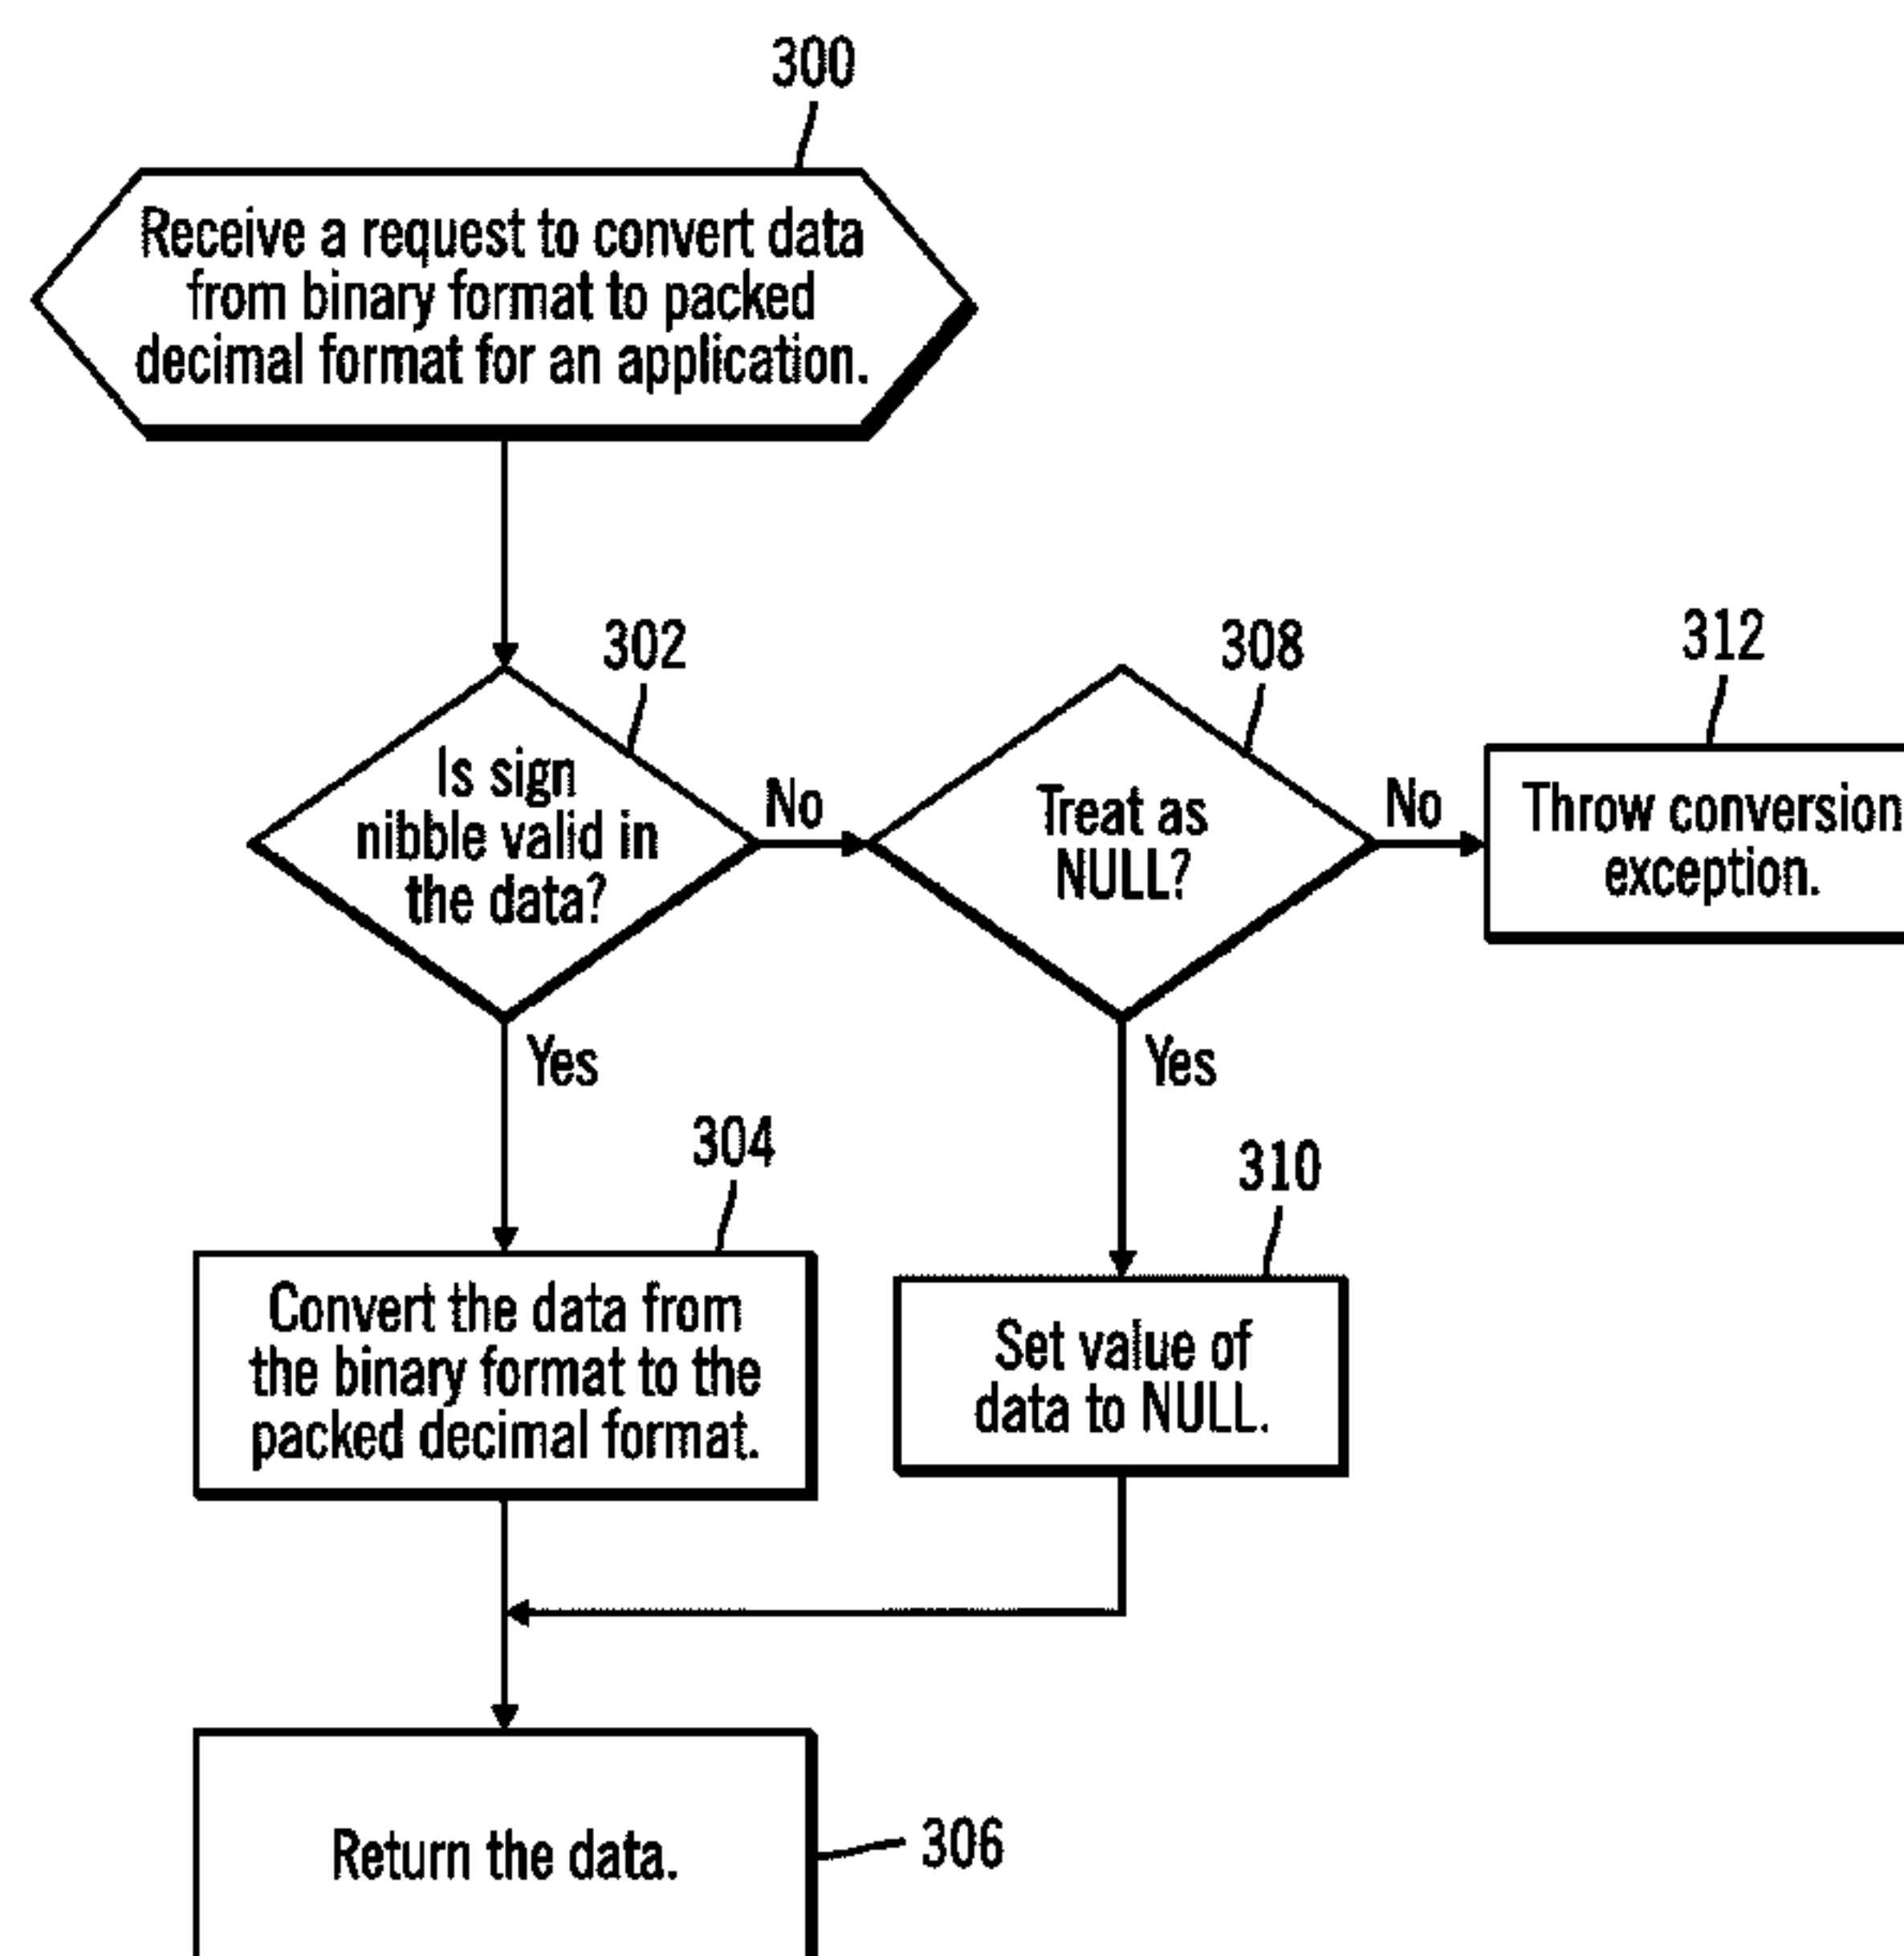 300
Receive a request to convert data
from binary format to packed
decimal format for an application.
302
Is sign
nibble valid in
the data?
No
308
Treat as
NULL?
No
312
Throw conversion
exception.
Yes
Yes
304
Convert the data from
the binary format to the
packed decimal format.
310
Set value of
data to NULL.
Return the data.
306